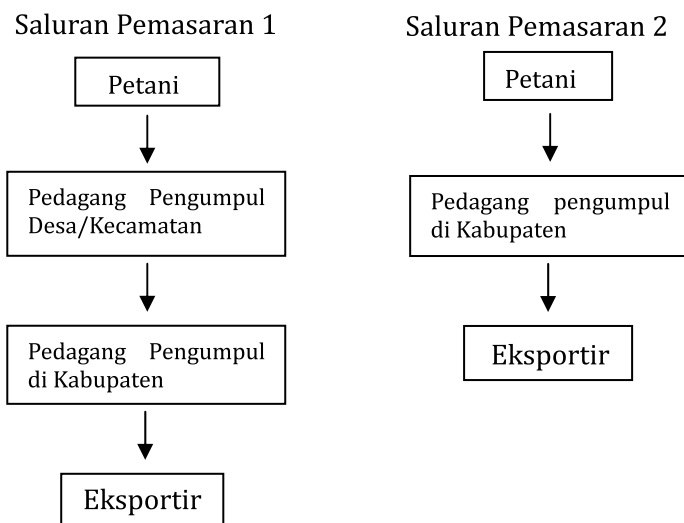 Saluran Pemasaran 1
Petani
Pedagang Pengumpul
Desa/Kecamatan
Pedagang Pengumpul
di Kabupaten
Eksportir
Saluran Pemasaran 2
Petani
Pedagang pengumpul
di Kabupaten
Eksportir